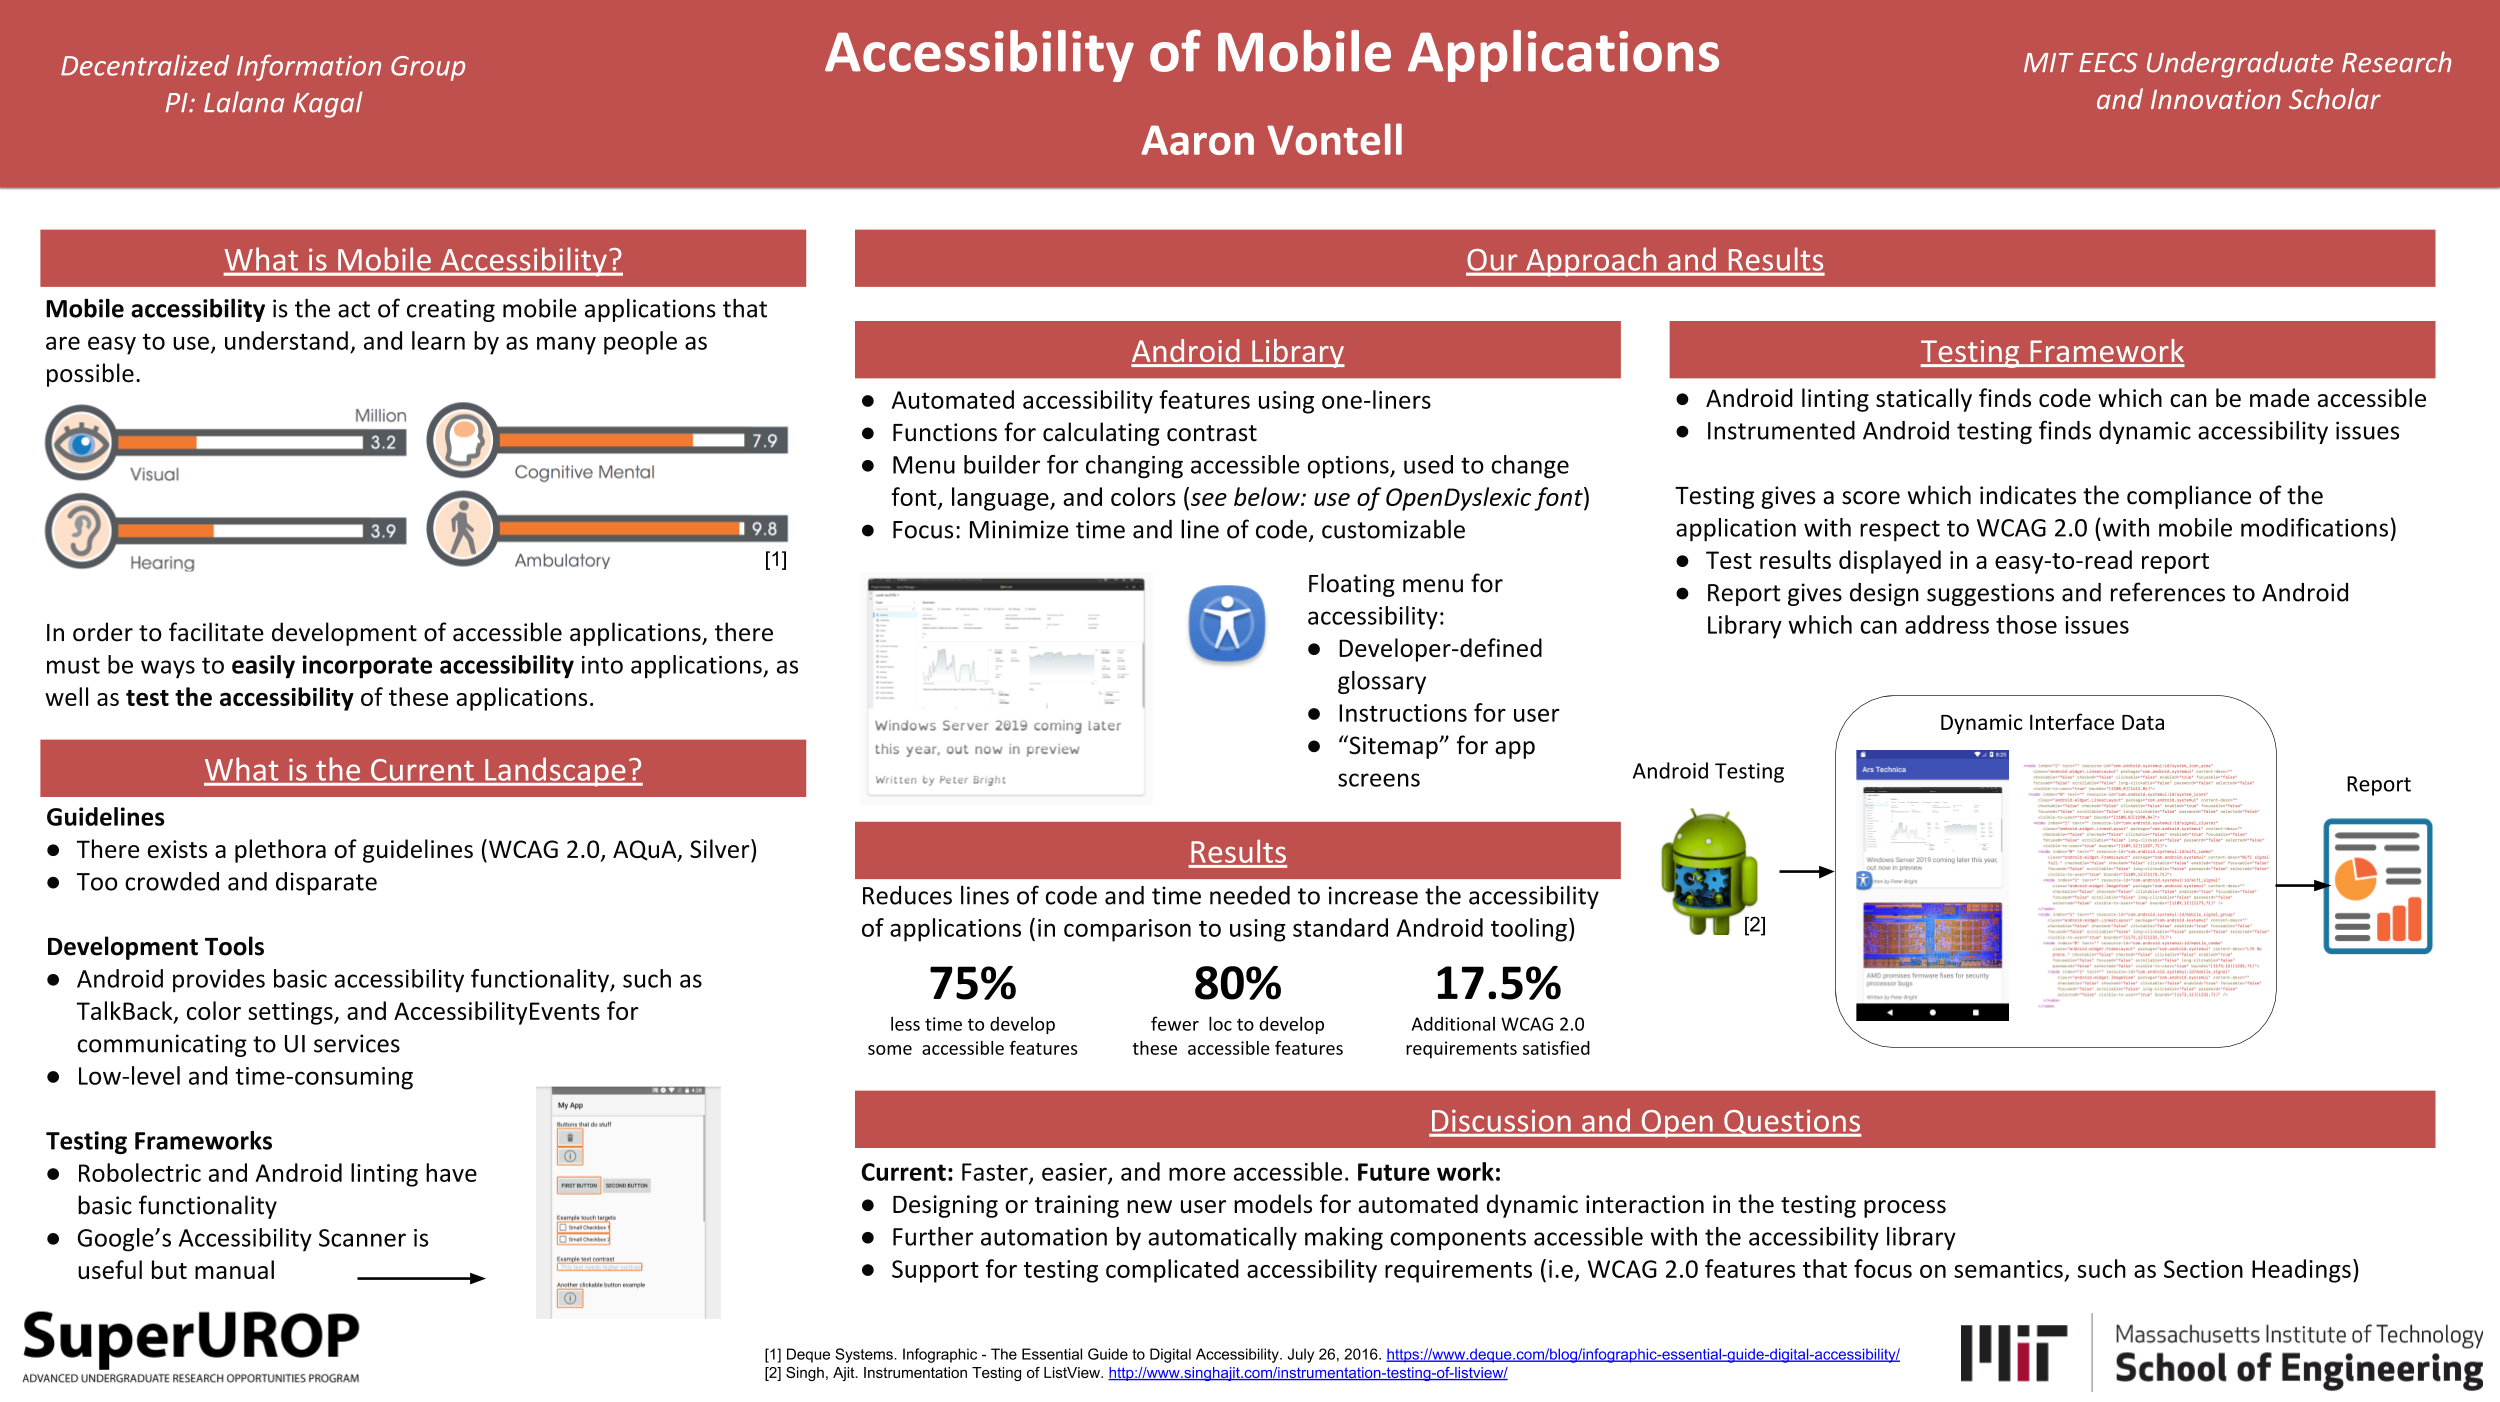 Decentralized Information Group
PI: Lalana Kagal
Accessibility of Mobile Applications
Aaron Vontell
MIT EECS Undergraduate Research
and Innovation Scholar
What is Mobile Accessibility?
Mobile accessibility is the act of creating mobile applications that
are easy to use, understand, and learn by as many people as
possible.
Million
3.2
Visual
7.9
Cognitive Mental
3.9
Hearing
9.8
Ambulatory
[1]
In order to facilitate development of accessible applications, there
must be ways to easily incorporate accessibility into applications, as
well as test the accessibility of these applications.
What is the Current Landscape?
Guidelines
● There exists a plethora of guidelines (WCAG 2.0, AQuA, Silver)
● Too crowded and disparate
Development Tools
● Android provides basic accessibility functionality, such as
TalkBack, color settings, and AccessibilityEvents for
communicating to UI services
● Low-level and time-consuming
Testing Frameworks
● Robolectric and Android linting have
basic functionality
● Google's Accessibility Scanner is
useful but manual
My App
Buttons that do stuff
FIRST BUTTON SECOND BUTTON
Example touch targets
Small Checkbox 1
Small Checkbox 2
Example text contrast
This text needs higher contrast
Another clickable button example
Our Approach and Results
Android Library
● Automated accessibility features using one-liners
● Functions for calculating contrast
● Menu builder for changing accessible options, used to change
font, language, and colors (see below: use of OpenDyslexic font)
● Focus: Minimize time and line of code, customizable
Windows Server 2019 coming later
this year, out now in preview
Written by Peter Bright
Floating menu for
accessibility:
● Developer-defined
glossary
● Instructions for user
● “Sitemap” for app
screens
Results
Reduces lines of code and time needed to increase the accessibility
of applications (in comparison to using standard Android tooling)
75%
less time to develop
some accessible features
80%
fewer loc to develop
these accessible features
17.5%
Additional WCAG 2.0
requirements satisfied
Testing Framework
● Android linting statically finds code which can be made accessible
● Instrumented Android testing finds dynamic accessibility issues
Testing gives a score which indicates the compliance of the
application with respect to WCAG 2.0 (with mobile modifications)
● Test results displayed in a easy-to-read report
● Report gives design suggestions and references to Android
Library which can address those issues
Android Testing
[2]
Dynamic Interface Data
8:25
Ars Technica
Windows Server 2019 coming later this year,
out now in preview
Written by Peter Bright
AMD promises firmware fixes for security
processor bugs
Written by Peter Bright
Report
Discussion and Open Questions
Current: Faster, easier, and more accessible. Future work:
● Designing or training new user models for automated dynamic interaction in the testing process
● Further automation by automatically making components accessible with the accessibility library
● Support for testing complicated accessibility requirements (i.e, WCAG 2.0 features that focus on semantics, such as Section Headings)
SuperUROP
ADVANCED UNDERGRADUATE RESEARCH OPPORTUNITIES PROGRAM
[1] Deque Systems. Infographic - The Essential Guide to Digital Accessibility. July 26, 2016. https://www.deque.com/blog/infographic-essential-guide-digital-accessibility/
[2] Singh, Ajit. Instrumentation Testing of ListView. http://www.singhajit.com/instrumentation-testing-of-listview/
MIT
Massachusetts Institute of Technology
School of Engineering